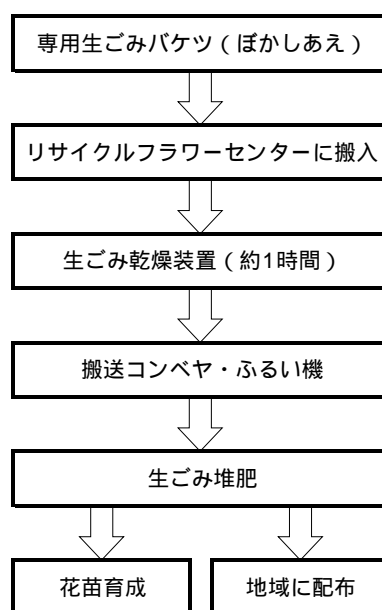 専用生ごみバケツ（ぼかしあえ）
リサイクルフラワーセンターに搬入
生ごみ乾燥装置（約1時間）
搬送コンベヤ・ふるい機
生ごみ堆肥
花苗育成
地域に配布